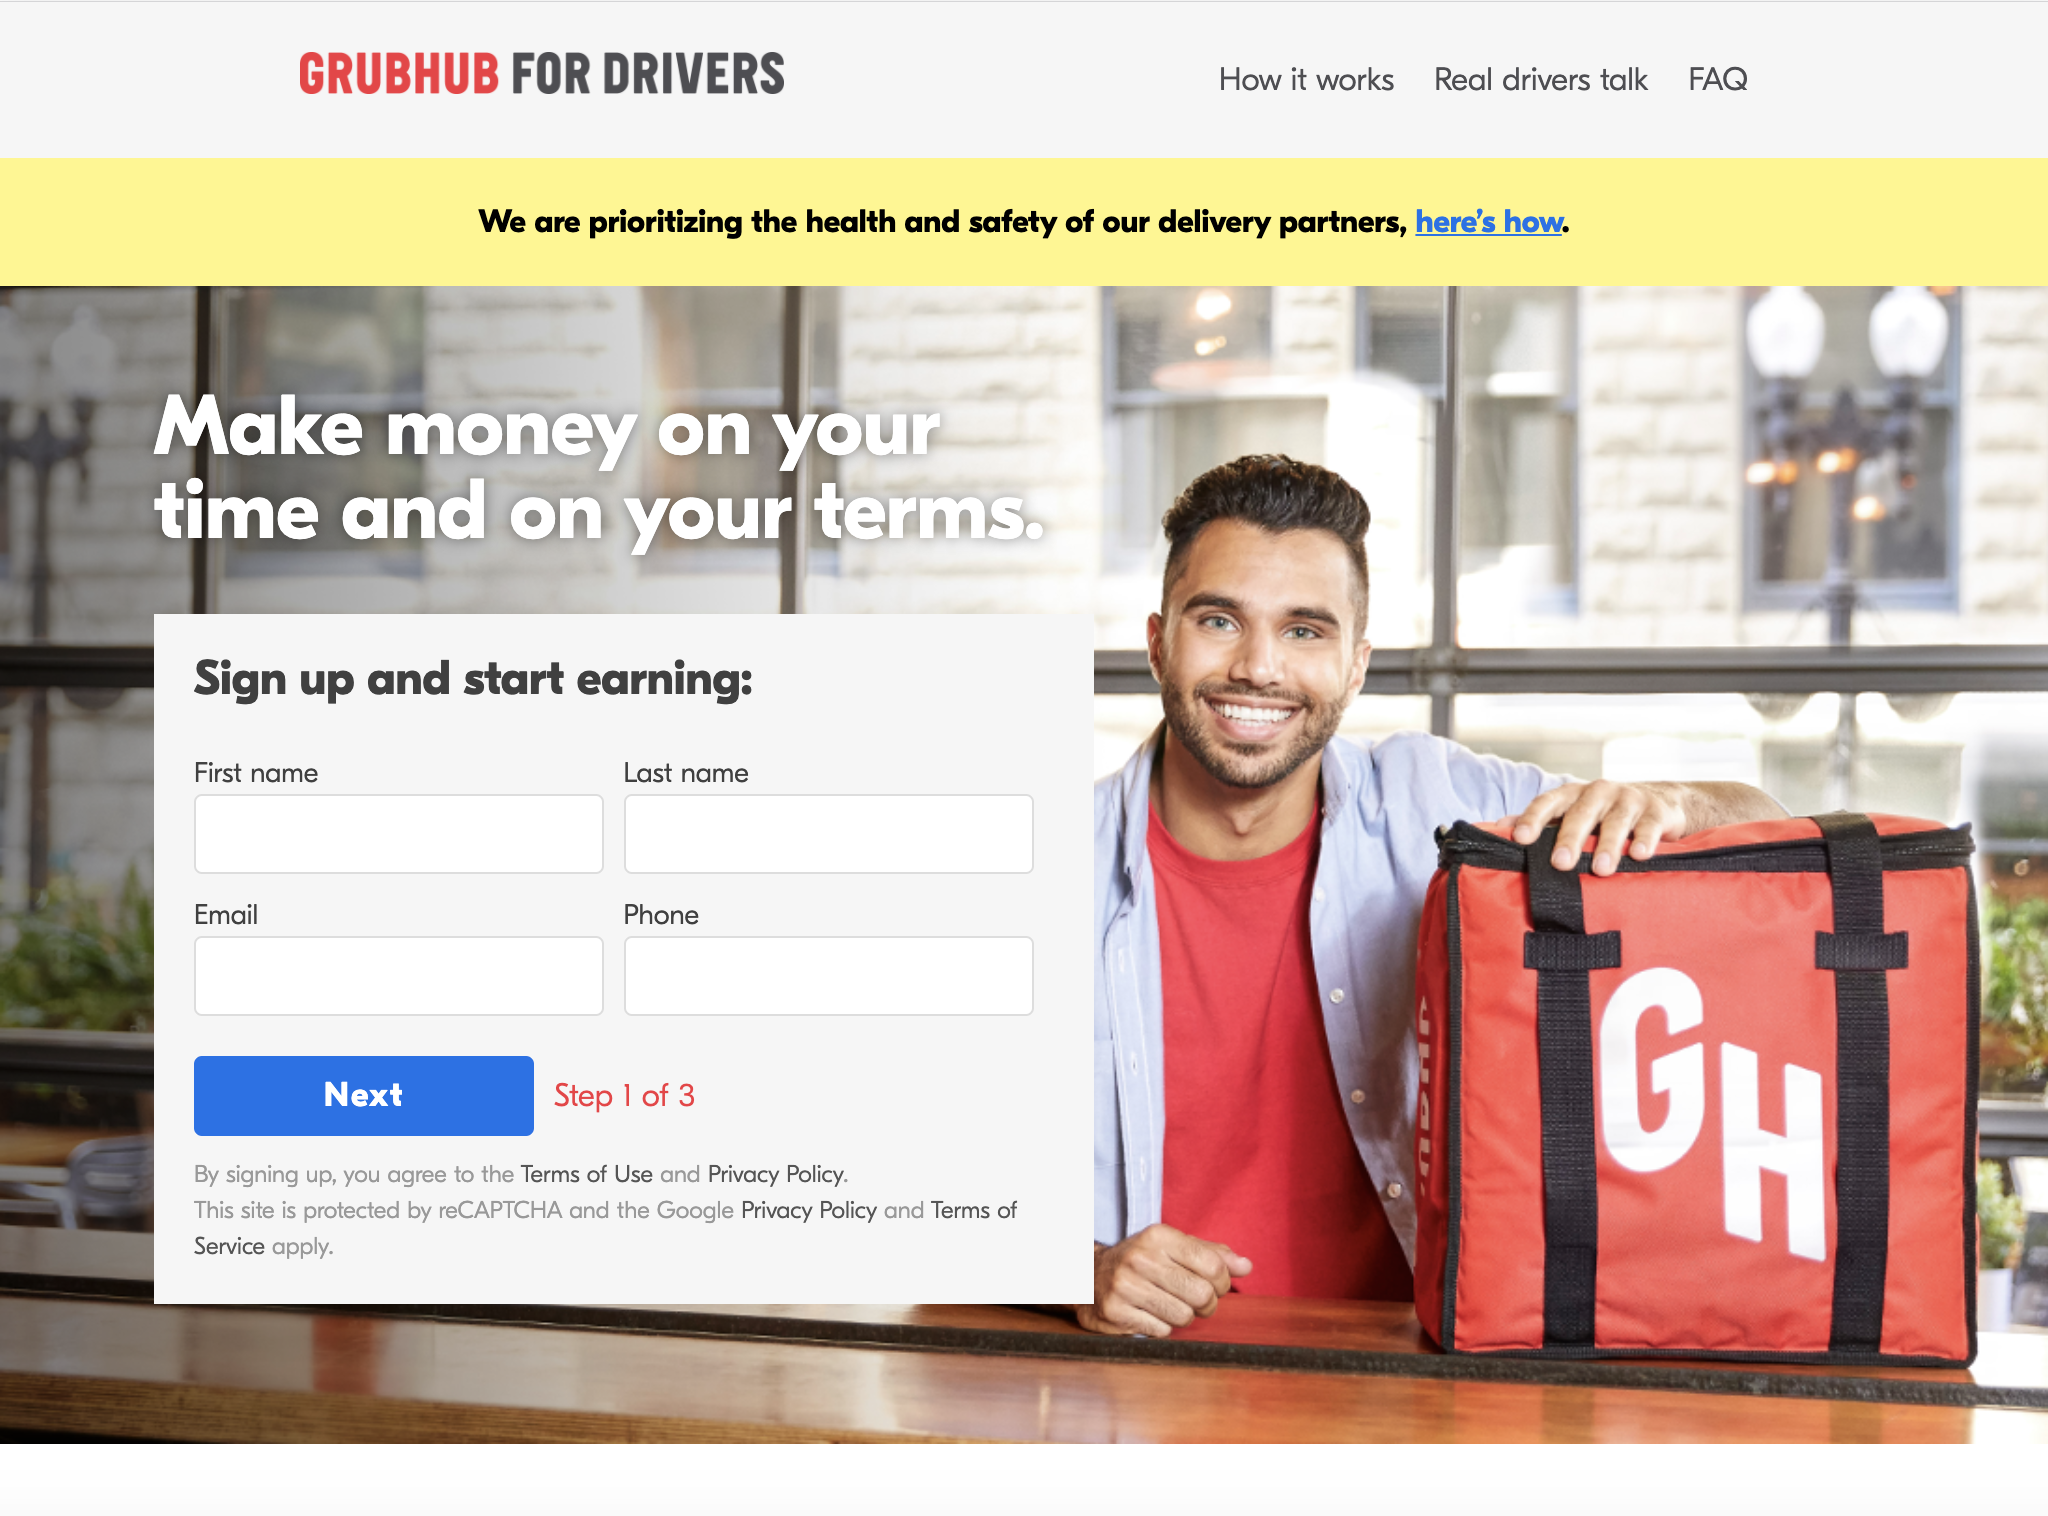 GRUBHUB FOR DRIVERS
How it works Real drivers talk FAQ
We are prioritizing the health and safety of our delivery partners, here's how.
Make money on your
time and on your terms.
Sign up and start earning:
First name Last name
Email Phone
Next Step 1 of 3
By signing up, you agree to the Terms of Use and Privacy Policy.
This site is protected by reCAPTCHA and the Google Privacy Policy and Terms of
Service apply.
GH